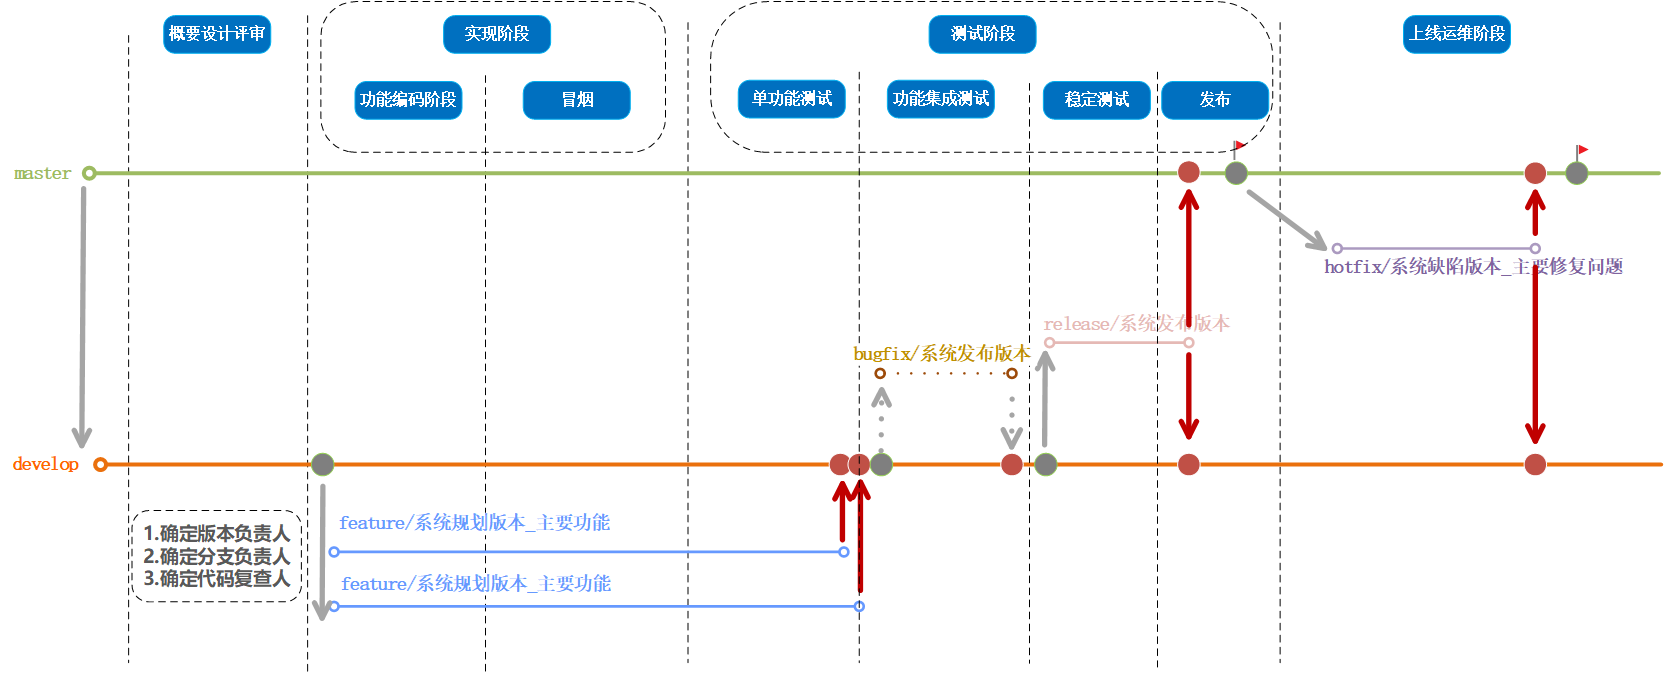 概要设计评审
实现阶段
测试阶段
上线运维阶段
功能编码阶段
冒烟
单功能测试
功能集成测试
稳定测试
发布
master
hotfix/系统缺陷版本_主要修复问题
release/系统发布版本
bugfix/系统发布版本
develop
1.确定版本负责人
2.确定分支负责人
3.确定代码复查人
feature/系统规划版本_主要功能
feature/系统规划版本_主要功能